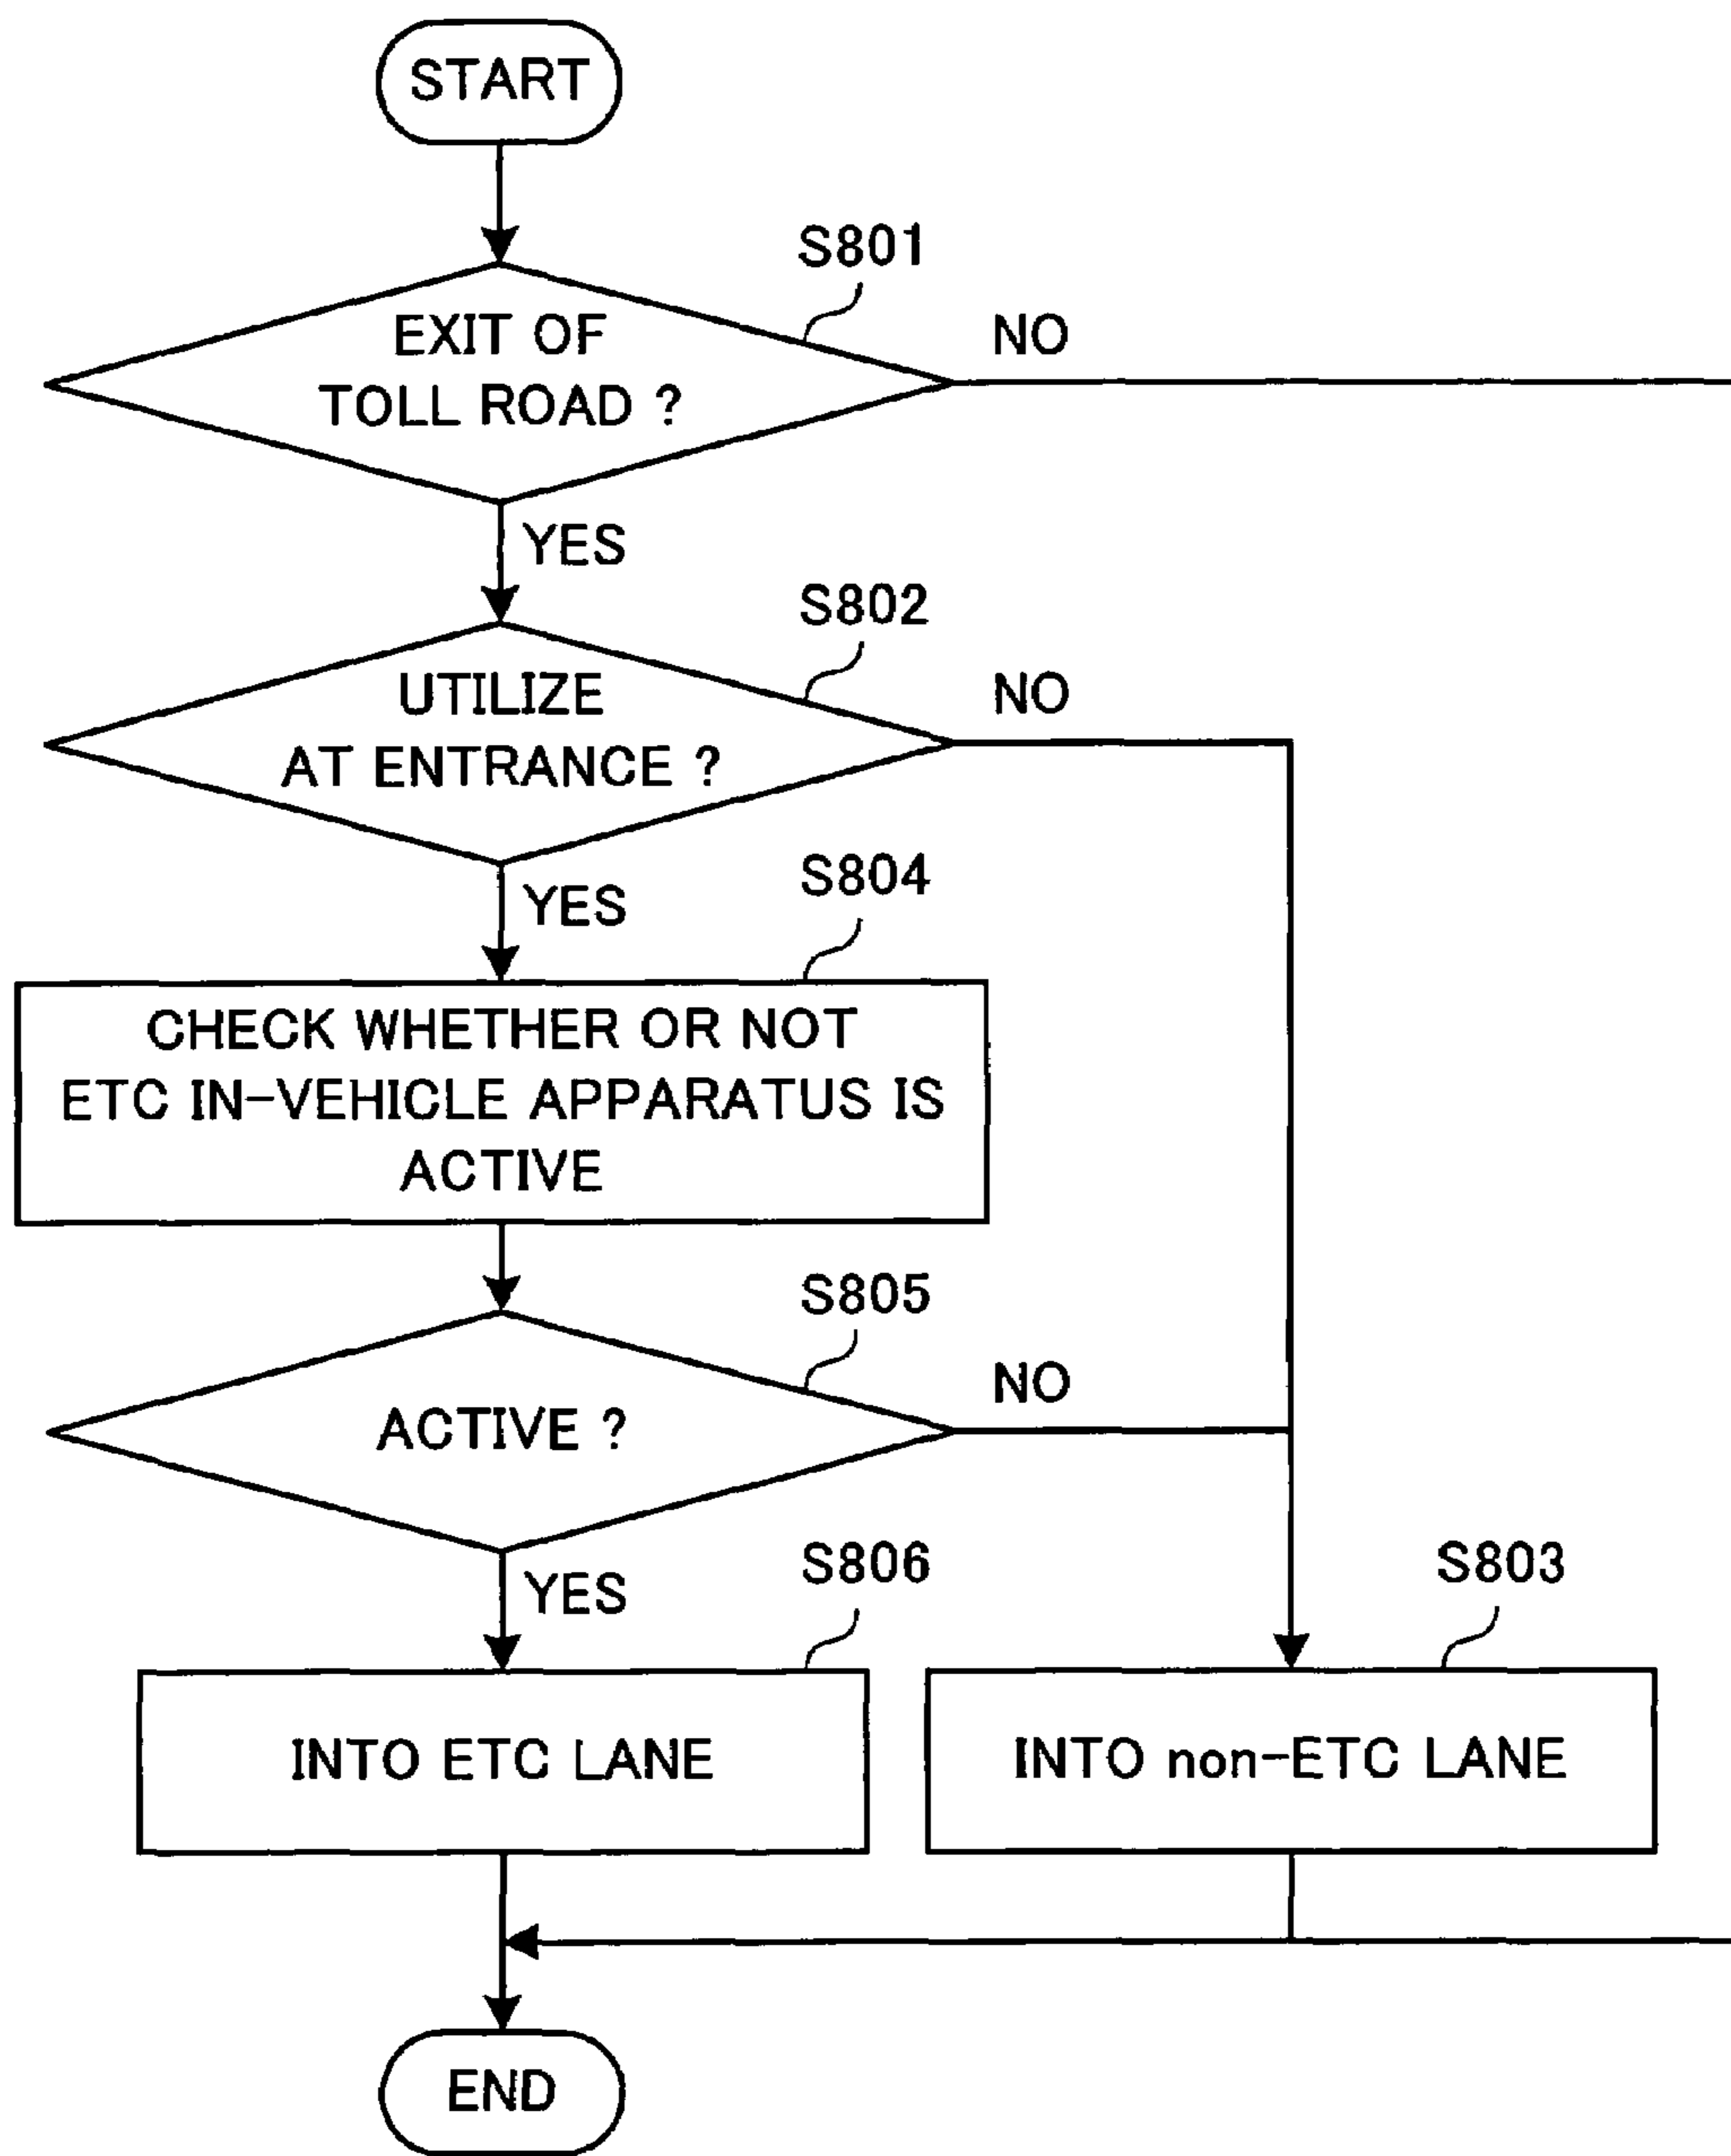 START
S801
EXIT OF
TOLL ROAD ?
NO
YES
S802
UTILIZE
AT ENTRANCE ?
NO
YES
S804
CHECK WHETHER OR NOT
ETC IN-VEHICLE APPARATUS IS
ACTIVE
S805
ACTIVE ?
NO
YES
S806
S803
INTO ETC LANE
INTO non-ETC LANE
END